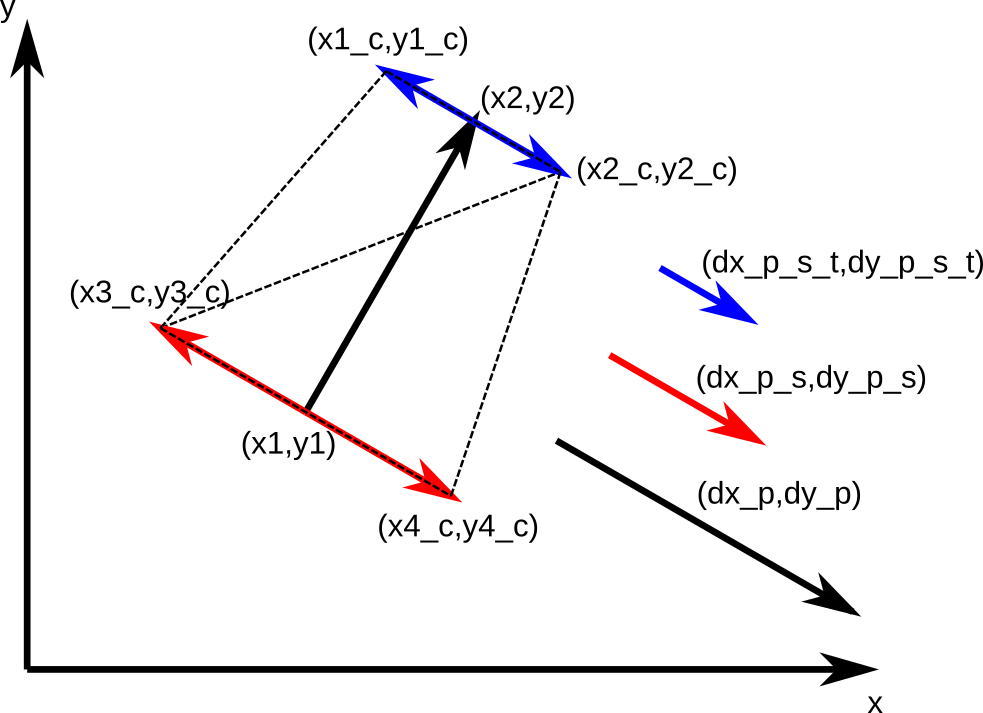 y
(x1_c,y1_c)
(x2,y2)
(x2_c,y2_c)
(dx_p_s_t,dy_p_s_t)
(x3_c,y3_c)
(dx_p_s,dy_p_s)
(x1,y1)
(dx_p,dy_p)
(x4_c,y4_c)
x